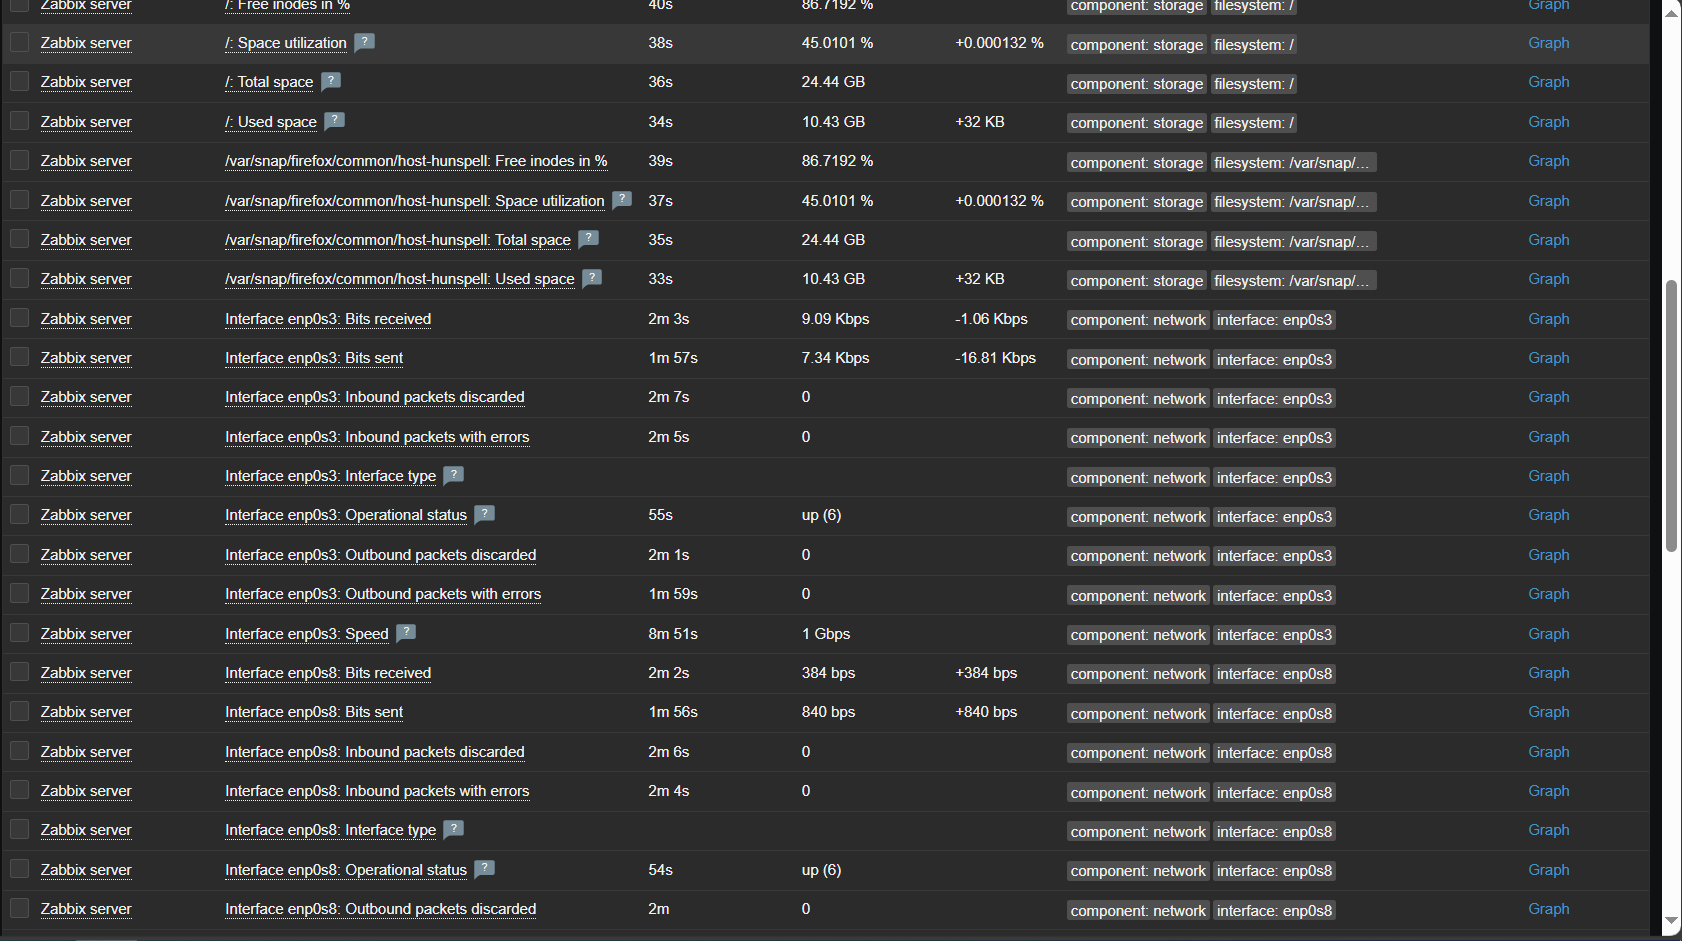 Zabbix server /: Free inodes in % 40s 86.7192 % component: storage filesystem: / Graph
Zabbix server /: Space utilization ? 38s 45.0101 % +0.000132 % component: storage filesystem: / Graph
Zabbix server /: Total space ? 36s 24.44 GB component: storage filesystem: / Graph
Zabbix server /: Used space ? 34s 10.43 GB +32 KB component: storage filesystem: / Graph
Zabbix server /var/snap/firefox/common/host-hunspell: Free inodes in % 39s 86.7192 % component: storage filesystem: /var/snap/... Graph
Zabbix server /var/snap/firefox/common/host-hunspell: Space utilization ? 37s 45.0101 % +0.000132 % component: storage filesystem: /var/snap/... Graph
Zabbix server /var/snap/firefox/common/host-hunspell: Total space ? 35s 24.44 GB component: storage filesystem: /var/snap/... Graph
Zabbix server /var/snap/firefox/common/host-hunspell: Used space ? 33s 10.43 GB +32 KB component: storage filesystem: /var/snap/... Graph
Zabbix server Interface enp0s3: Bits received 2m 3s 9.09 Kbps -1.06 Kbps component: network interface: enp0s3 Graph
Zabbix server Interface enp0s3: Bits sent 1m 57s 7.34 Kbps -16.81 Kbps component: network interface: enp0s3 Graph
Zabbix server Interface enp0s3: Inbound packets discarded 2m 7s 0 component: network interface: enp0s3 Graph
Zabbix server Interface enp0s3: Inbound packets with errors 2m 5s 0 component: network interface: enp0s3 Graph
Zabbix server Interface enp0s3: Interface type ? component: network interface: enp0s3 Graph
Zabbix server Interface enp0s3: Operational status ? 55s up (6) component: network interface: enp0s3 Graph
Zabbix server Interface enp0s3: Outbound packets discarded 2m 1s 0 component: network interface: enp0s3 Graph
Zabbix server Interface enp0s3: Outbound packets with errors 1m 59s 0 component: network interface: enp0s3 Graph
Zabbix server Interface enp0s3: Speed ? 8m 51s 1 Gbps component: network interface: enp0s3 Graph
Zabbix server Interface enp0s8: Bits received 2m 2s 384 bps +384 bps component: network interface: enp0s8 Graph
Zabbix server Interface enp0s8: Bits sent 1m 56s 840 bps +840 bps component: network interface: enp0s8 Graph
Zabbix server Interface enp0s8: Inbound packets discarded 2m 6s 0 component: network interface: enp0s8 Graph
Zabbix server Interface enp0s8: Inbound packets with errors 2m 4s 0 component: network interface: enp0s8 Graph
Zabbix server Interface enp0s8: Interface type ? component: network interface: enp0s8 Graph
Zabbix server Interface enp0s8: Operational status ? 54s up (6) component: network interface: enp0s8 Graph
Zabbix server Interface enp0s8: Outbound packets discarded 2m 0 component: network interface: enp0s8 Graph